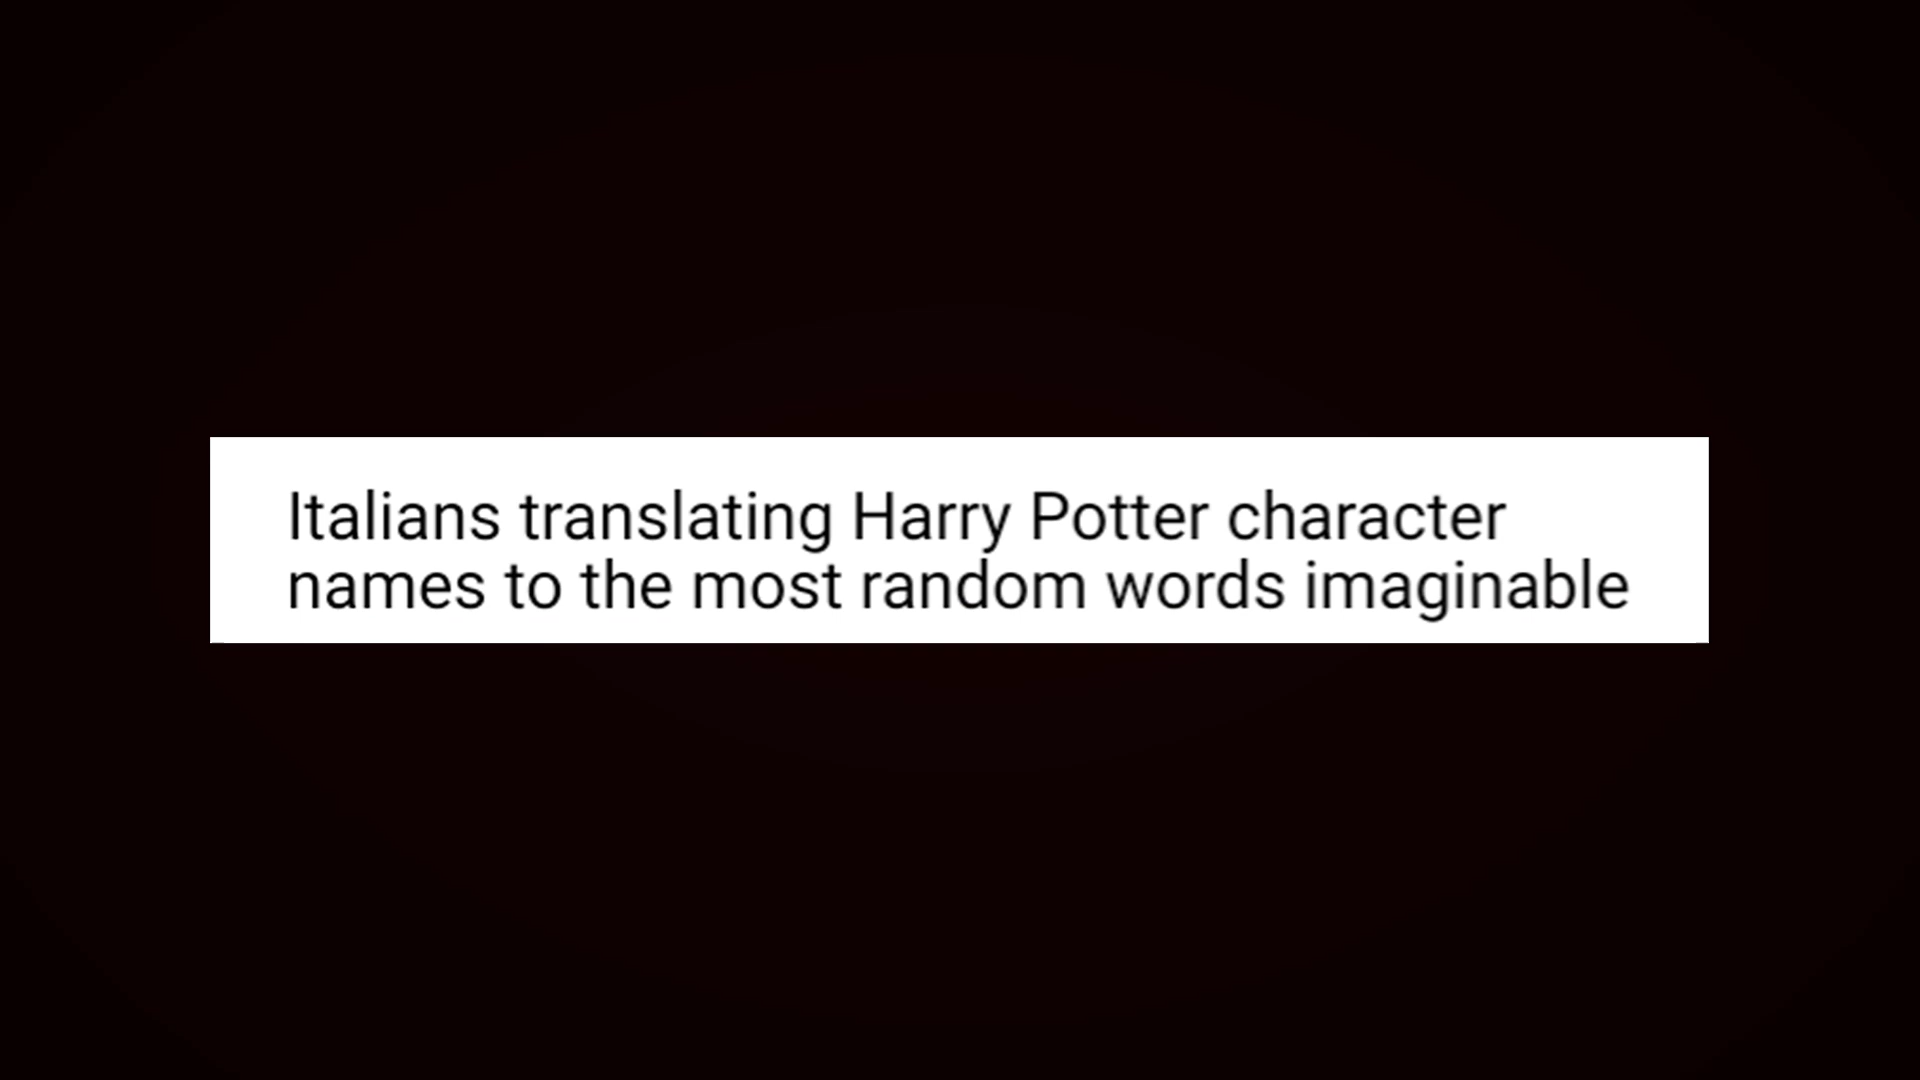 Italians translating Harry Potter character
names to the most random words imaginable